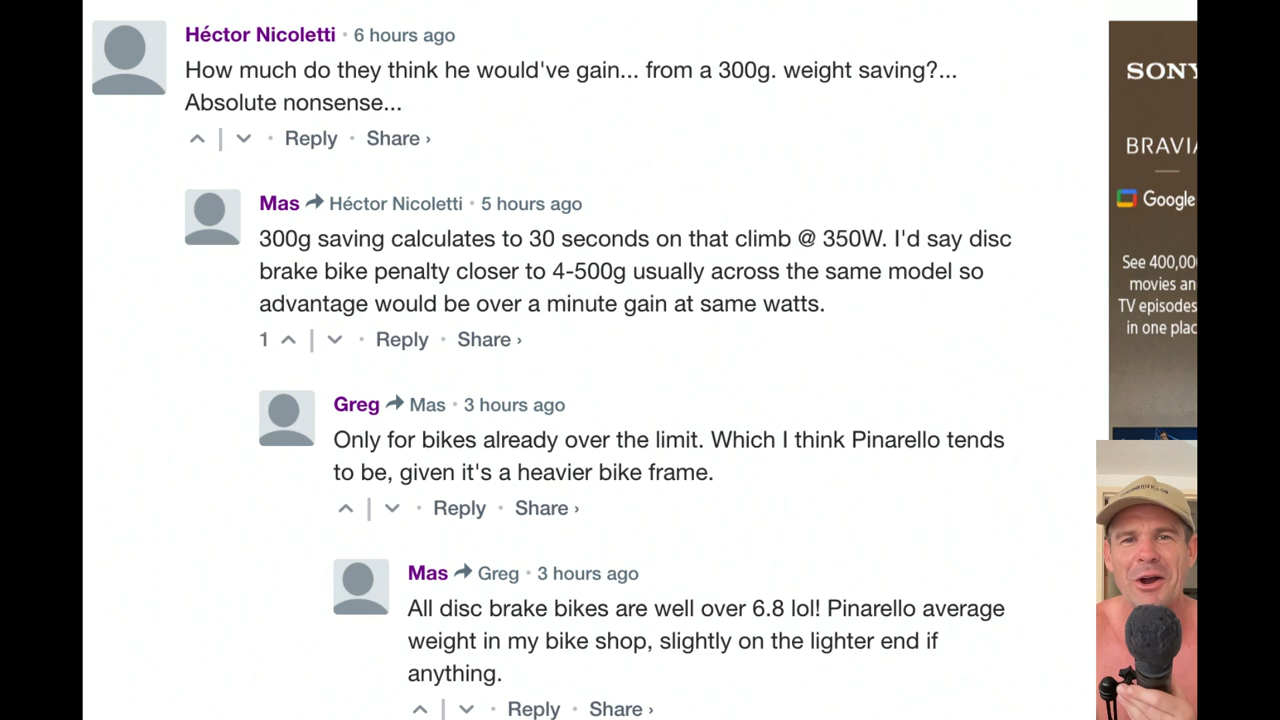 Héctor Nicoletti • 6 hours ago
How much do they think he would've gain... from a 300g. weight saving?...
Absolute nonsense...
Reply • Share ›
Mas Héctor Nicoletti • 5 hours ago
300g saving calculates to 30 seconds on that climb @ 350W. I'd say disc
brake bike penalty closer to 4-500g usually across the same model so
advantage would be over a minute gain at same watts.
1 • Reply • Share ›
Greg Mas • 3 hours ago
Only for bikes already over the limit. Which I think Pinarello tends
to be, given it's a heavier bike frame.
Reply • Share ›
Mas Greg • 3 hours ago
All disc brake bikes are well over 6.8 lol! Pinarello average
weight in my bike shop, slightly on the lighter end if
anything.
Reply • Share ›
SONY
BRAVIA
Google
See 400,00
movies an
TV episodes
in one plac